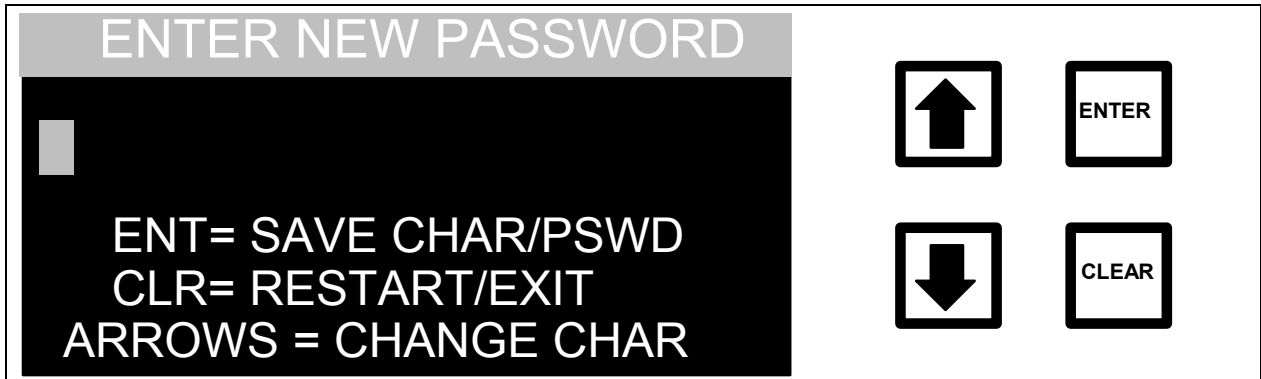 ENTER NEW PASSWORD
ENT= SAVE CHAR/PSWD
CLR= RESTART/EXIT
ARROWS = CHANGE CHAR
ENTER
CLEAR